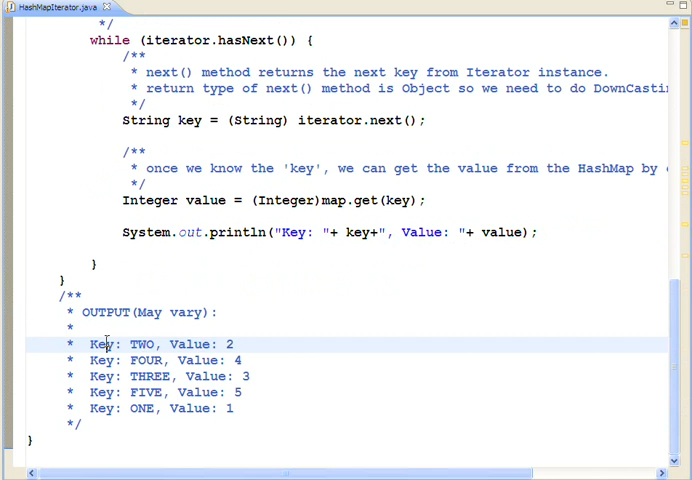 HashMapIterator.java
*/
while (iterator.hasNext()) {
/**
* next() method returns the next key from Iterator instance.
* return type of next() method is Object so we need to do DownCastin
*/
String key = (String) iterator.next();
/**
* once we know the 'key', we can get the value from the HashMap by
*/
Integer value = (Integer)map.get(key);
System.out.println("Key: "+ key+", Value: "+ value);
}
}
/**
* OUTPUT(May vary):
*
* Key: TWO, Value: 2
* Key: FOUR, Value: 4
* Key: THREE, Value: 3
* Key: FIVE, Value: 5
* Key: ONE, Value: 1
*/
}